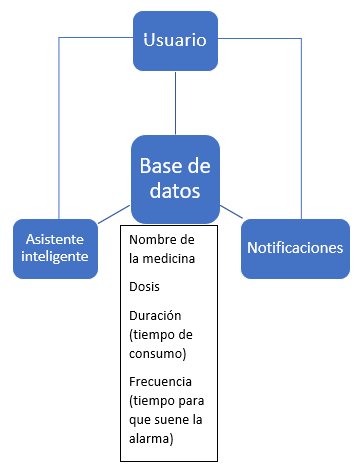 Usuario
Base de
datos
Asistente
inteligente
Notificaciones
Nombre de
la medicina
Dosis
Duración
(tiempo de
consumo)
Frecuencia
(tiempo para
que suene la
alarma)